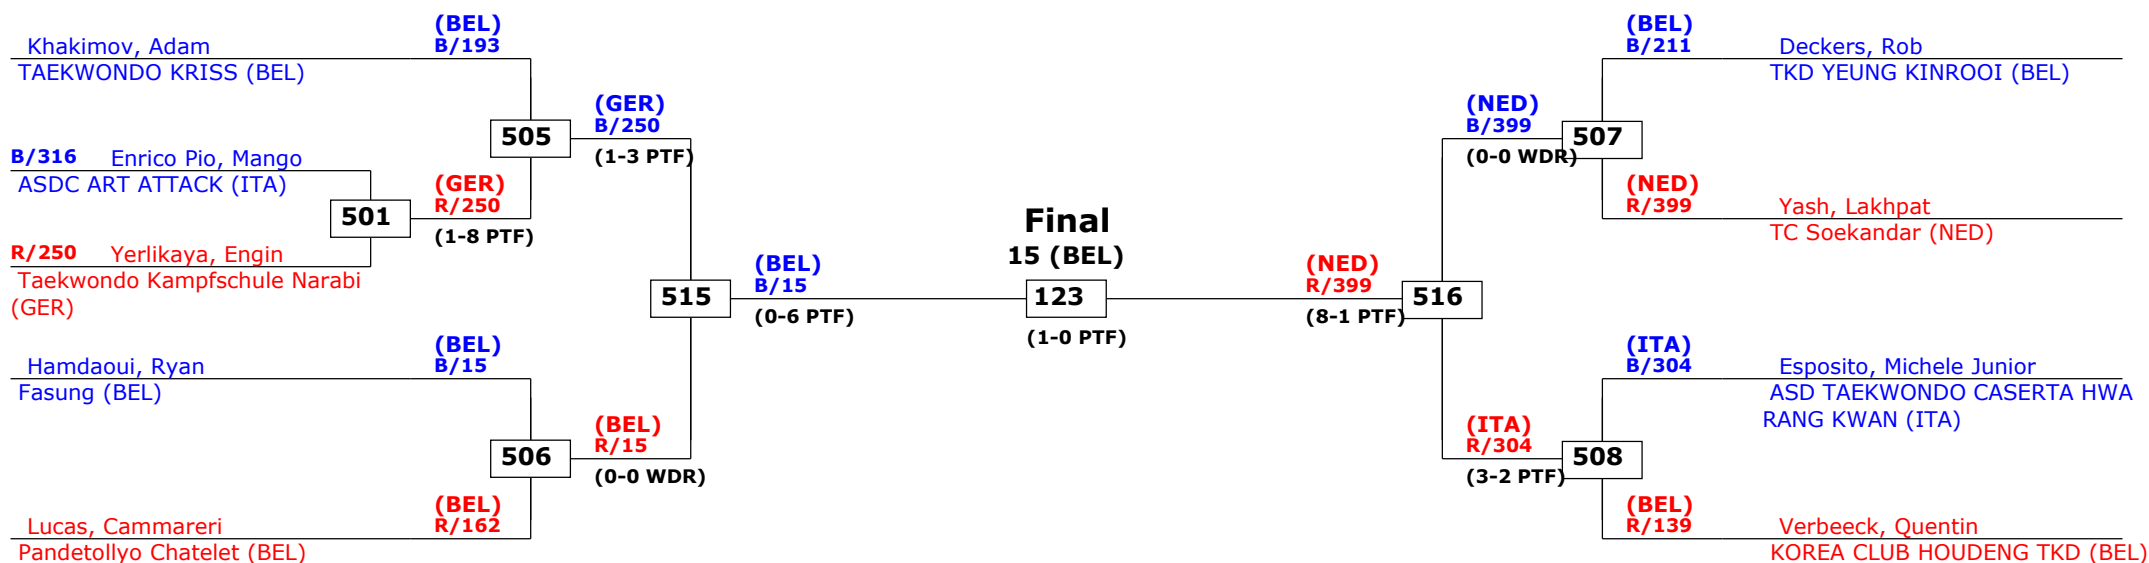 (BEL)
B/193
Khakimov, Adam
TAEKWONDO KRISS (BEL)
B/316 Enrico Pio, Mango
ASDC ART ATTACK (ITA)
501
R/250 Yerlikaya, Engin
Taekwondo Kampfschule Narabi
(GER)
(GER)
R/250
(1-8 PTF)
505
(GER)
B/250
(1-3 PTF)
(BEL)
B/15
Hamdaoui, Ryan
Fasung (BEL)
506
(BEL)
R/162
Lucas, Cammareri
Pandetollyo Chatelet (BEL)
(BEL)
R/15
(0-0 WDR)
515
(BEL)
B/15
(0-6 PTF)
Final
15 (BEL)
123
(1-0 PTF)
(NED)
R/399
(8-1 PTF)
516
(NED)
B/399
(0-0 WDR)
507
(BEL)
B/211
Deckers, Rob
TKD YEUNG KINROOI (BEL)
(NED)
R/399
Yash, Lakhpat
TC Soekandar (NED)
(ITA)
R/304
(3-2 PTF)
508
(ITA)
B/304
Esposito, Michele Junior
ASD TAEKWONDO CASERTA HWA
RANG KWAN (ITA)
(BEL)
R/139
Verbeeck, Quentin
KOREA CLUB HOUDENG TKD (BEL)